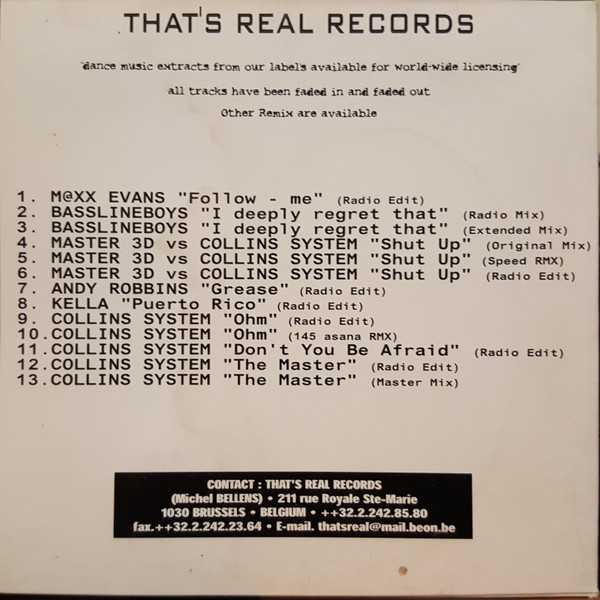 THAT'S REAL RECORDS
"dance music extracts from our labels available for world-wide licensing"
all tracks have been faded in and faded out
Other Remix are available
1. M@XX EVANS "Follow - me" (Radio Edit)
2. BASSLINEBOYS "I deeply regret that" (Radio Mix)
3. BASSLINEBOYS "I deeply regret that" (Extended Mix)
4. MASTER 3D vs COLLINS SYSTEM "Shut Up" (Original Mix)
5. MASTER 3D vs COLLINS SYSTEM "Shut Up" (Speed RMX)
6. MASTER 3D vs COLLINS SYSTEM "Shut Up" (Radio Edit)
7. ANDY ROBBINS "Grease" (Radio Edit)
8. KELLA "Puerto Rico" (Radio Edit)
9. COLLINS SYSTEM "Ohm" (Radio Edit)
10.COLLINS SYSTEM "Ohm" (145 asana RMX)
11.COLLINS SYSTEM "Don't You Be Afraid" (Radio Edit)
12.COLLINS SYSTEM "The Master" (Radio Edit)
13.COLLINS SYSTEM "The Master" (Master Mix)
CONTACT : THAT'S REAL RECORDS
(Michel BELLENS) • 211 rue Royale Ste-Marie
1030 BRUSSELS • BELGIUM • ++32.2.242.85.80
fax.++32.2.242.23.64 • E-mail. thatsreal@mail.beon.be